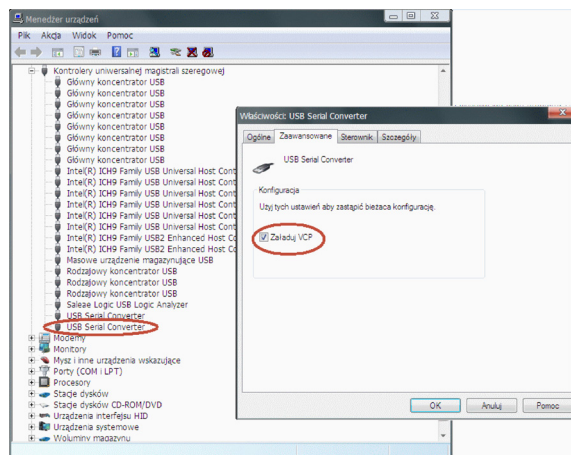 Menedżer urządzeń
Plik Akcja Widok Pomoc
Kontrolery uniwersalnej magistrali szeregowej
Główny koncentrator USB
Główny koncentrator USB
Główny koncentrator USB
Główny koncentrator USB
Główny koncentrator USB
Główny koncentrator USB
Główny koncentrator USB
Główny koncentrator USB
Intel(R) ICH9 Family USB Universal Host Cont
Intel(R) ICH9 Family USB Universal Host Cont
Intel(R) ICH9 Family USB Universal Host Cont
Intel(R) ICH9 Family USB Universal Host Cont
Intel(R) ICH9 Family USB Universal Host Cont
Intel(R) ICH9 Family USB Universal Host Cont
Intel(R) ICH9 Family USB2 Enhanced Host Co
Intel(R) ICH9 Family USB2 Enhanced Host Co
Masowe urządzenie magazynujące USB
Rodzajowy koncentrator USB
Rodzajowy koncentrator USB
Rodzajowy koncentrator USB
Saleae Logic USB Logic Analyzer
USB Serial Converter
USB Serial Converter
Modemy
Monitory
Mysz i inne urządzenia wskazujące
Porty (COM i LPT)
Procesory
Stacje dysków
Stacje dysków CD-ROM/DVD
Urządzenia interfejsu HID
Urządzenia systemowe
Woluminy magazynu
Właściwości: USB Serial Converter
Ogólne Zaawansowane Sterownik Szczegóły
USB Serial Converter
Konfiguracja
Użyj tych ustawień aby zastąpić bieżaca konfigurację.
Załaduj VCP
OK Anuluj Pomoc